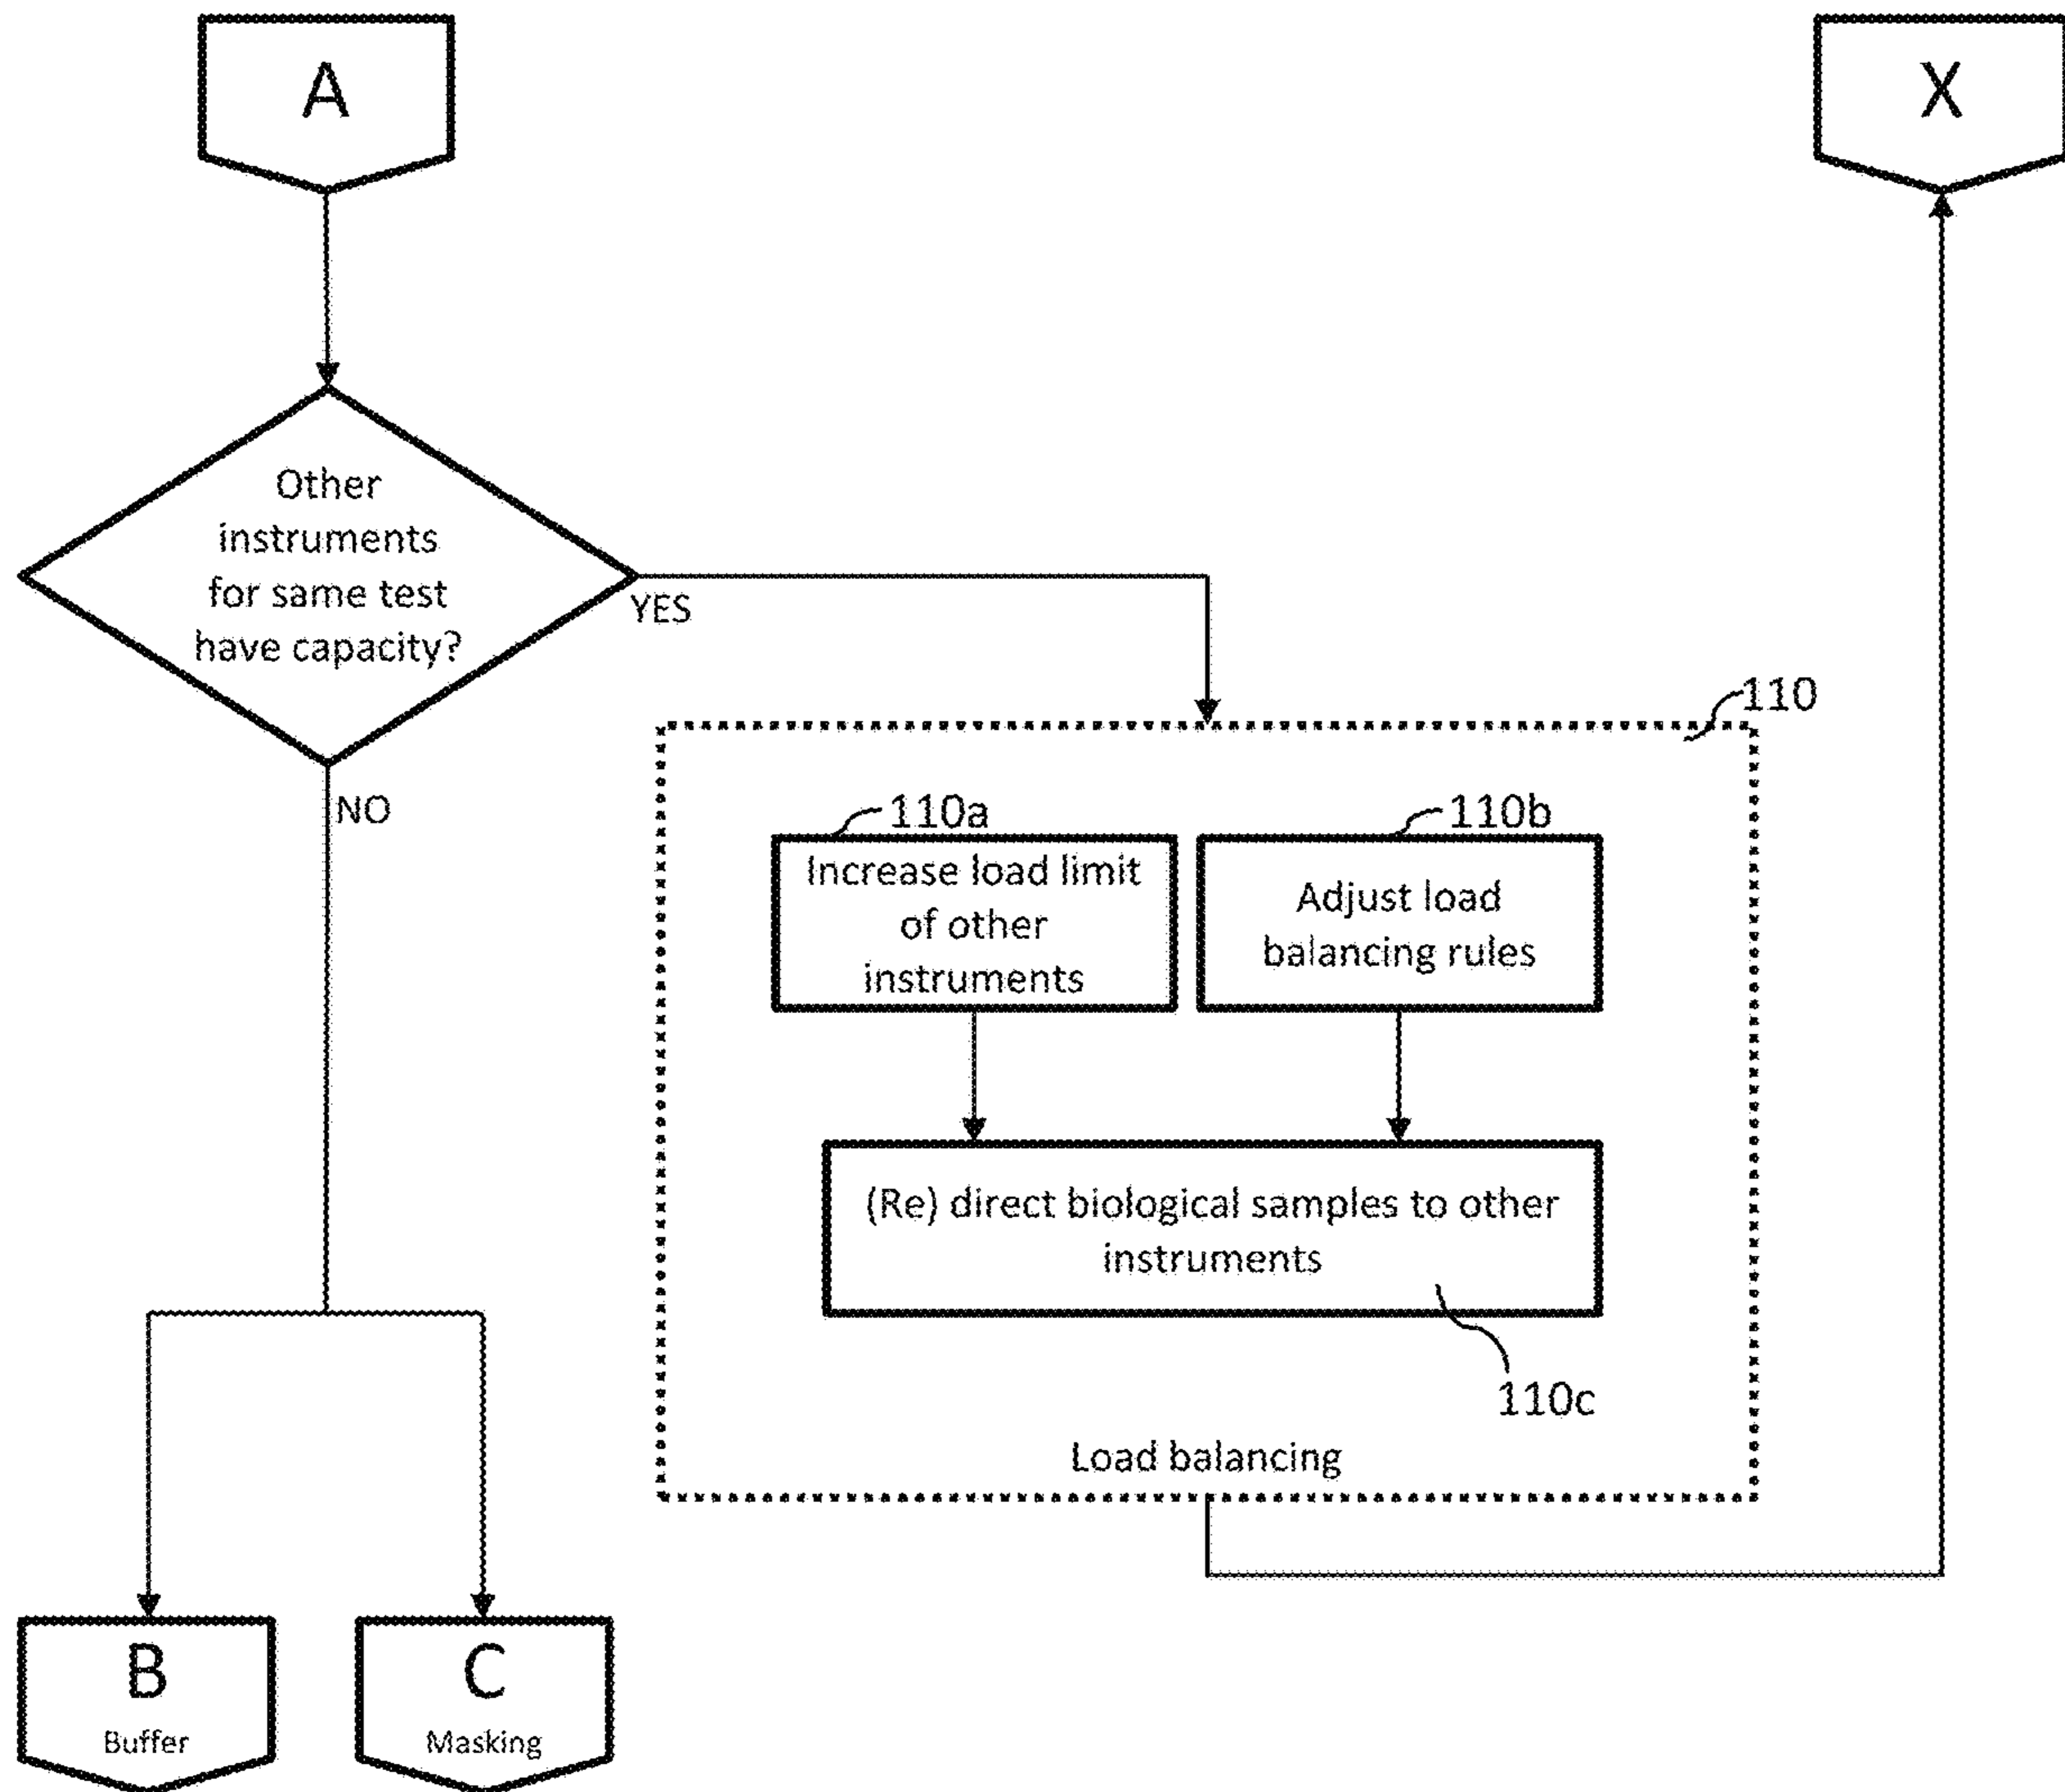 A
X
Other
instruments
for same test
have capacity?
YES
NO
110
110a
110b
Increase load limit
of other
instruments
Adjust load
balancing rules
(Re) direct biological samples to other
instruments
110c
Load balancing
B
Buffer
C
Masking